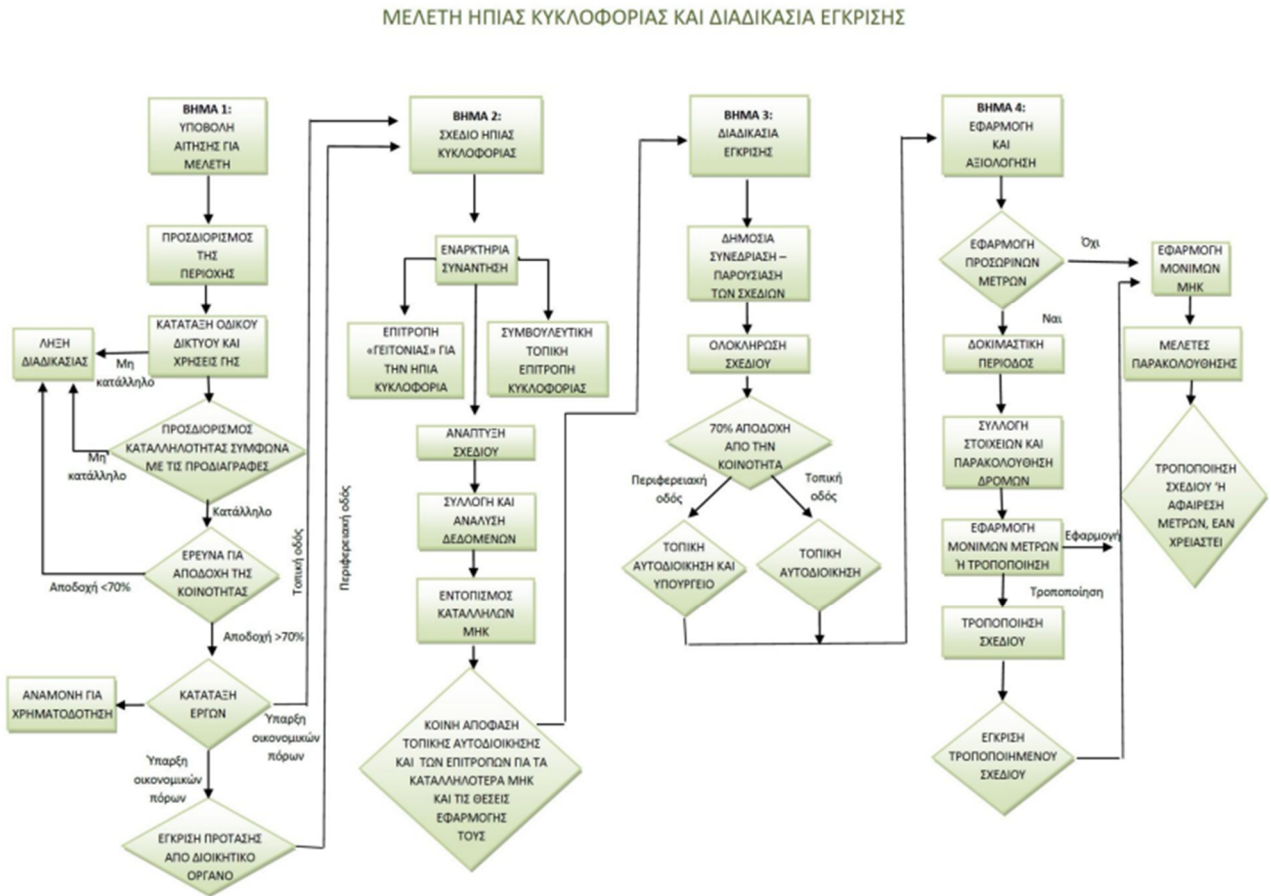 ΜΕΛΕΤΗ ΗΠΙΑΣ ΚΥΚΛΟΦΟΡΙΑΣ ΚΑΙ ΔΙΑΔΙΚΑΣΙΑ ΕΓΚΡΙΣΗΣ
ΒΗΜΑ 1:
ΥΠΟΒΟΛΗ
ΑΙΤΗΣΗΣ ΓΙΑ
ΜΕΛΕΤΗ
ΠΡΟΣΔΙΟΡΙΣΜΟΣ
ΤΗΣ
ΠΕΡΙΟΧΗΣ
ΚΑΤΑΤΑΞΗ ΟΔΙΚΟΥ
ΔΙΚΤΥΟΥ ΚΑΙ
ΧΡΗΣΕΙΣ ΓΗΣ
ΛΗΞΗ
ΔΙΑΔΙΚΑΣΙΑΣ
Μη
κατάλληλο
ΠΡΟΣΔΙΟΡΙΣΜΟΣ
ΚΑΤΑΛΛΗΛΟΤΗΤΑΣ ΣΥΜΦΩΝΑ
ΜΕ ΤΙΣ ΠΡΟΔΙΑΓΡΑΦΕΣ
Μη
κατάλληλο
Κατάλληλο
ΕΡΕΥΝΑ ΓΙΑ
ΑΠΟΔΟΧΗ ΤΗΣ
ΚΟΙΝΟΤΗΤΑΣ
Αποδοχή <70%
Αποδοχή >70%
ΚΑΤΑΤΑΞΗ
ΕΡΓΩΝ
ΑΝΑΜΟΝΗ ΓΙΑ
ΧΡΗΜΑΤΟΔΟΤΗΣΗ
Ύπαρξη
οικονομικών
πόρων
Ύπαρξη
οικονομικών
πόρων
ΕΓΚΡΙΣΗ ΠΡΟΤΑΣΗΣ
ΑΠΟ ΔΙΟΙΚΗΤΙΚΟ
ΟΡΓΑΝΟ
Τοπική οδός
Περιφερειακή οδός
ΒΗΜΑ 2:
ΣΧΕΔΙΟ ΗΠΙΑΣ
ΚΥΚΛΟΦΟΡΙΑΣ
ΕΝΑΡΚΤΗΡΙΑ
ΣΥΝΑΝΤΗΣΗ
ΕΠΙΤΡΟΠΗ
«ΓΕΙΤΟΝΙΑΣ» ΓΙΑ
ΤΗΝ ΗΠΙΑ
ΚΥΚΛΟΦΟΡΙΑ
ΣΥΜΒΟΥΛΕΥΤΙΚΗ
ΤΟΠΙΚΗ
ΕΠΙΤΡΟΠΗ
ΚΥΚΛΟΦΟΡΙΑΣ
ΑΝΑΠΤΥΞΗ
ΣΧΕΔΙΟΥ
ΣΥΛΛΟΓΗ ΚΑΙ
ΑΝΑΛΥΣΗ
ΔΕΔΟΜΕΝΩΝ
ΕΝΤΟΠΙΣΜΟΣ
ΚΑΤΑΛΛΗΛΩΝ
ΜΗΚ
ΚΟΙΝΗ ΑΠΟΦΑΣΗ
ΤΟΠΙΚΗΣ ΑΥΤΟΔΙΟΙΚΗΣΗΣ
ΚΑΙ ΤΩΝ ΕΠΙΤΡΟΠΩΝ ΓΙΑ ΤΑ
ΚΑΤΑΛΛΗΛΟΤΕΡΑ ΜΗΚ
ΚΑΙ ΤΙΣ ΘΕΣΕΙΣ
ΕΦΑΡΜΟΓΗΣ
ΤΟΥΣ
ΒΗΜΑ 3:
ΔΙΑΔΙΚΑΣΙΑ
ΕΓΚΡΙΣΗΣ
ΔΗΜΟΣΙΑ
ΣΥΝΕΔΡΙΑΣΗ –
ΠΑΡΟΥΣΙΑΣΗ
ΤΩΝ ΣΧΕΔΙΩΝ
ΟΛΟΚΛΗΡΩΣΗ
ΣΧΕΔΙΟΥ
70% ΑΠΟΔΟΧΗ
ΑΠΟ ΤΗΝ
ΚΟΙΝΟΤΗΤΑ
Περιφερειακή
οδός
Τοπική
οδός
ΤΟΠΙΚΗ
ΑΥΤΟΔΙΟΙΚΗΣΗ ΚΑΙ
ΥΠΟΥΡΓΕΙΟ
ΤΟΠΙΚΗ
ΑΥΤΟΔΙΟΙΚΗΣΗ
ΒΗΜΑ 4:
ΕΦΑΡΜΟΓΗ
ΚΑΙ
ΑΞΙΟΛΟΓΗΣΗ
ΕΦΑΡΜΟΓΗ
ΠΡΟΣΩΡΙΝΩΝ
ΜΕΤΡΩΝ
Όχι
Ναι
ΔΟΚΙΜΑΣΤΙΚΗ
ΠΕΡΙΟΔΟΣ
ΣΥΛΛΟΓΗ
ΣΤΟΙΧΕΙΩΝ ΚΑΙ
ΠΑΡΑΚΟΛΟΥΘΗΣΗ
ΔΡΟΜΩΝ
ΕΦΑΡΜΟΓΗ
ΜΟΝΙΜΩΝ ΜΕΤΡΩΝ
Ή ΤΡΟΠΟΠΟΙΗΣΗ
Εφαρμογή
Τροποποίηση
ΤΡΟΠΟΠΟΙΗΣΗ
ΣΧΕΔΙΟΥ
ΕΓΚΡΙΣΗ
ΤΡΟΠΟΠΟΙΗΜΕΝΟΥ
ΣΧΕΔΙΟΥ
ΕΦΑΡΜΟΓΗ
ΜΟΝΙΜΩΝ
ΜΗΚ
ΜΕΛΕΤΕΣ
ΠΑΡΑΚΟΛΟΥΘΗΣΗΣ
ΤΡΟΠΟΠΟΙΗΣΗ
ΣΧΕΔΙΟΥ Ή
ΑΦΑΙΡΕΣΗ
ΜΕΤΡΩΝ, ΕΑΝ
ΧΡΕΙΑΣΤΕΙ